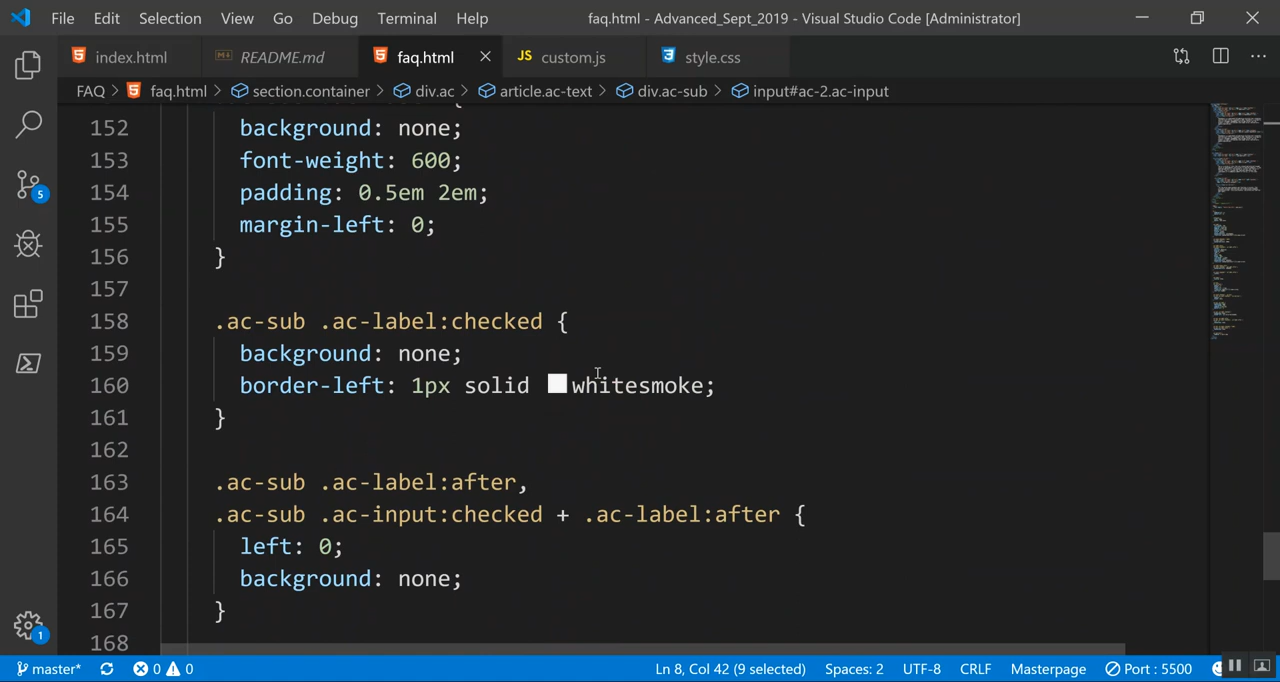 File Edit Selection View Go Debug Terminal Help faq.html - Advanced_Sept_2019 - Visual Studio Code [Administrator]
index.html README.md faq.html JS custom.js style.css
FAQ > faq.html > section.container > div.ac > article.ac-text > div.ac-sub > input#ac-2.ac-input
152 background: none;
153 font-weight: 600;
154 padding: 0.5em 2em;
155 margin-left: 0;
156 }
157
158 .ac-sub .ac-label:checked {
159 background: none;
160 border-left: 1px solid whitesmoke;
161 }
162
163 .ac-sub .ac-label:after,
164 .ac-sub .ac-input:checked + .ac-label:after {
165 left: 0;
166 background: none;
167 }
168
5
1
master* 0 0 Ln 8, Col 42 (9 selected) Spaces: 2 UTF-8 CRLF Masterpage Port : 5500